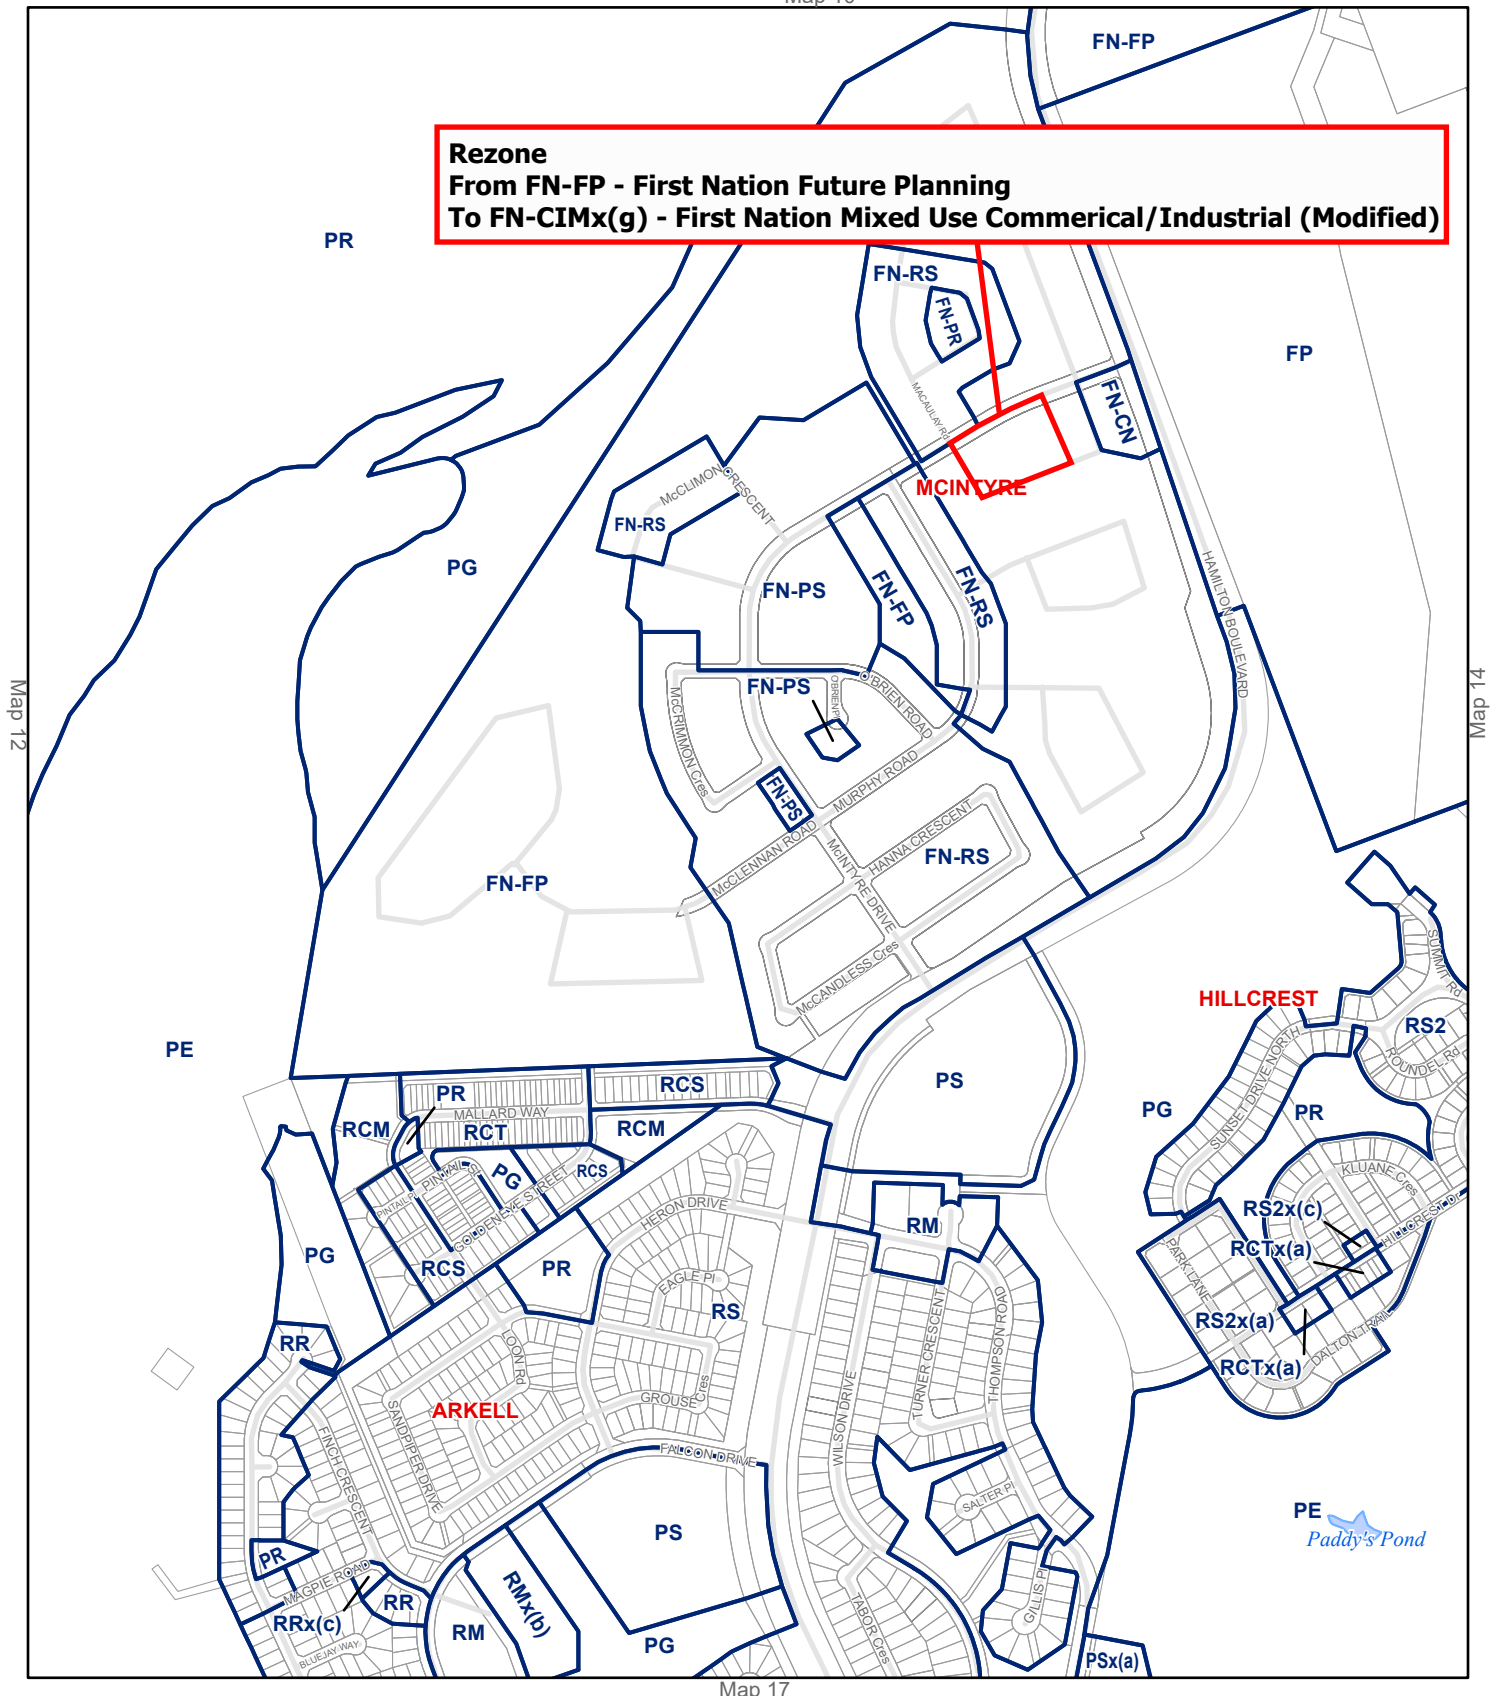 FN-FP
Rezone
From FN-FP - First Nation Future Planning
To FN-CIMx(g) - First Nation Mixed Use Commerical/Industrial (Modified)
PR
FN-RS
FN-PR
FP
MACAULAY Rd
FN-CN
MCINTYRE
McCLIMON CRESCENT
FN-RS
PG
FN-PS
FN-FP
FN-RS
HAMILTON BOULEVARD
Map 12
Map 14
FN-PS
O'BRIEN Pl
O'BRIEN ROAD
McCRIMMON Cres
FN-PS
MURPHY ROAD
McCLENNAN ROAD
McINTYRE DRIVE
HANNA CRESCENT
FN-RS
FN-FP
McCANDLESS Cres
SUMMIT Rd
HILLCREST
RS2
ROUNDEL Rd
SUNSET DRIVE NORTH
PE
PS
PG
PR
PR
RCS
MALLARD WAY
RCM
RCT
RCM
PG
RCS
PINTAIL Pl
GOLDENEYE STREET
KLUANE Cres
HILLCREST Dr
HERON DRIVE
RS2x(c)
RM
RCTx(a)
PARK LANE
PG
RCS
PR
EAGLE Pl
RS
RS2x(a)
DALTON TRAIL
RCTx(a)
RR
LOON Rd
TURNER CRESCENT
THOMPSON ROAD
GROUSE Cres
WILSON DRIVE
ARKELL
SANDPIPER DRIVE
FINCH CRESCENT
FALCON DRIVE
SALTER Pl
PE
Paddy's Pond
PS
PR
MAGPIE ROAD
RR
RRx(c)
BLUEJAY WAY
RM
RMx(b)
PG
TABOR Cres
GILLIS Pl
PSx(a)
Map 17